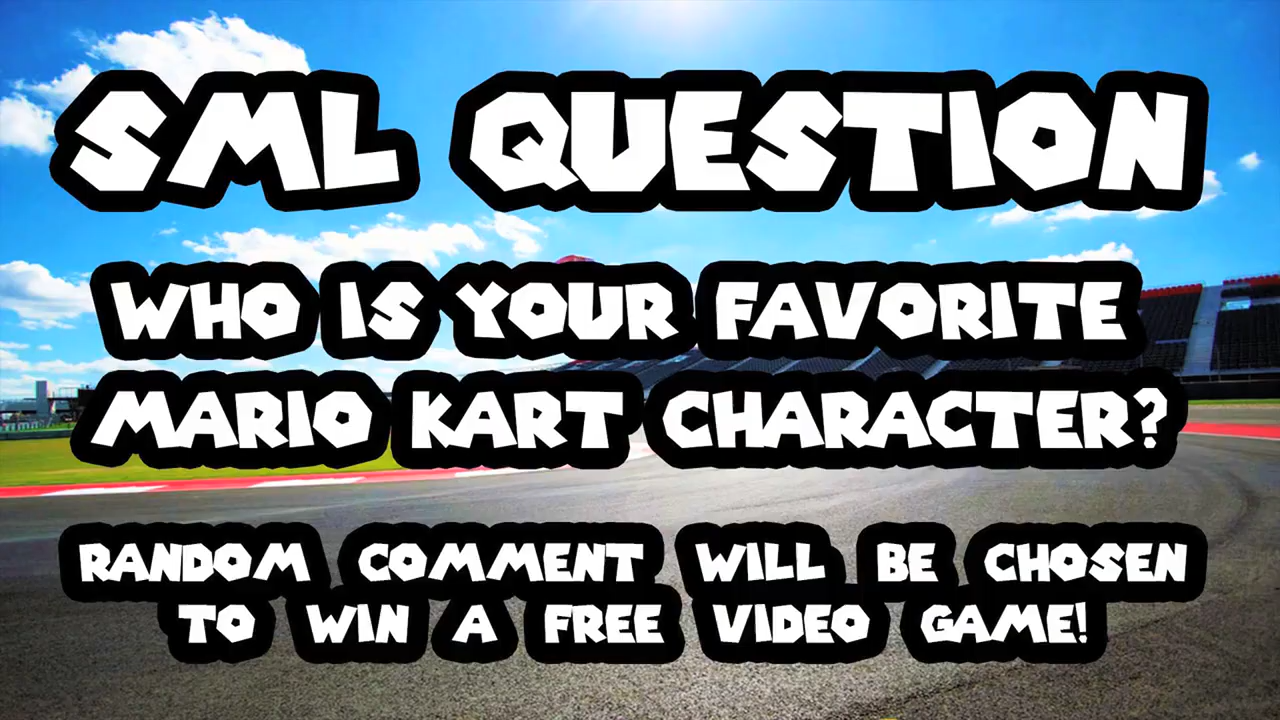 SML QUESTION
WHO IS YOUR FAVORITE
MARIO KART CHARACTER?
RANDOM COMMENT WILL BE CHOSEN
TO WIN A FREE VIDEO GAME!